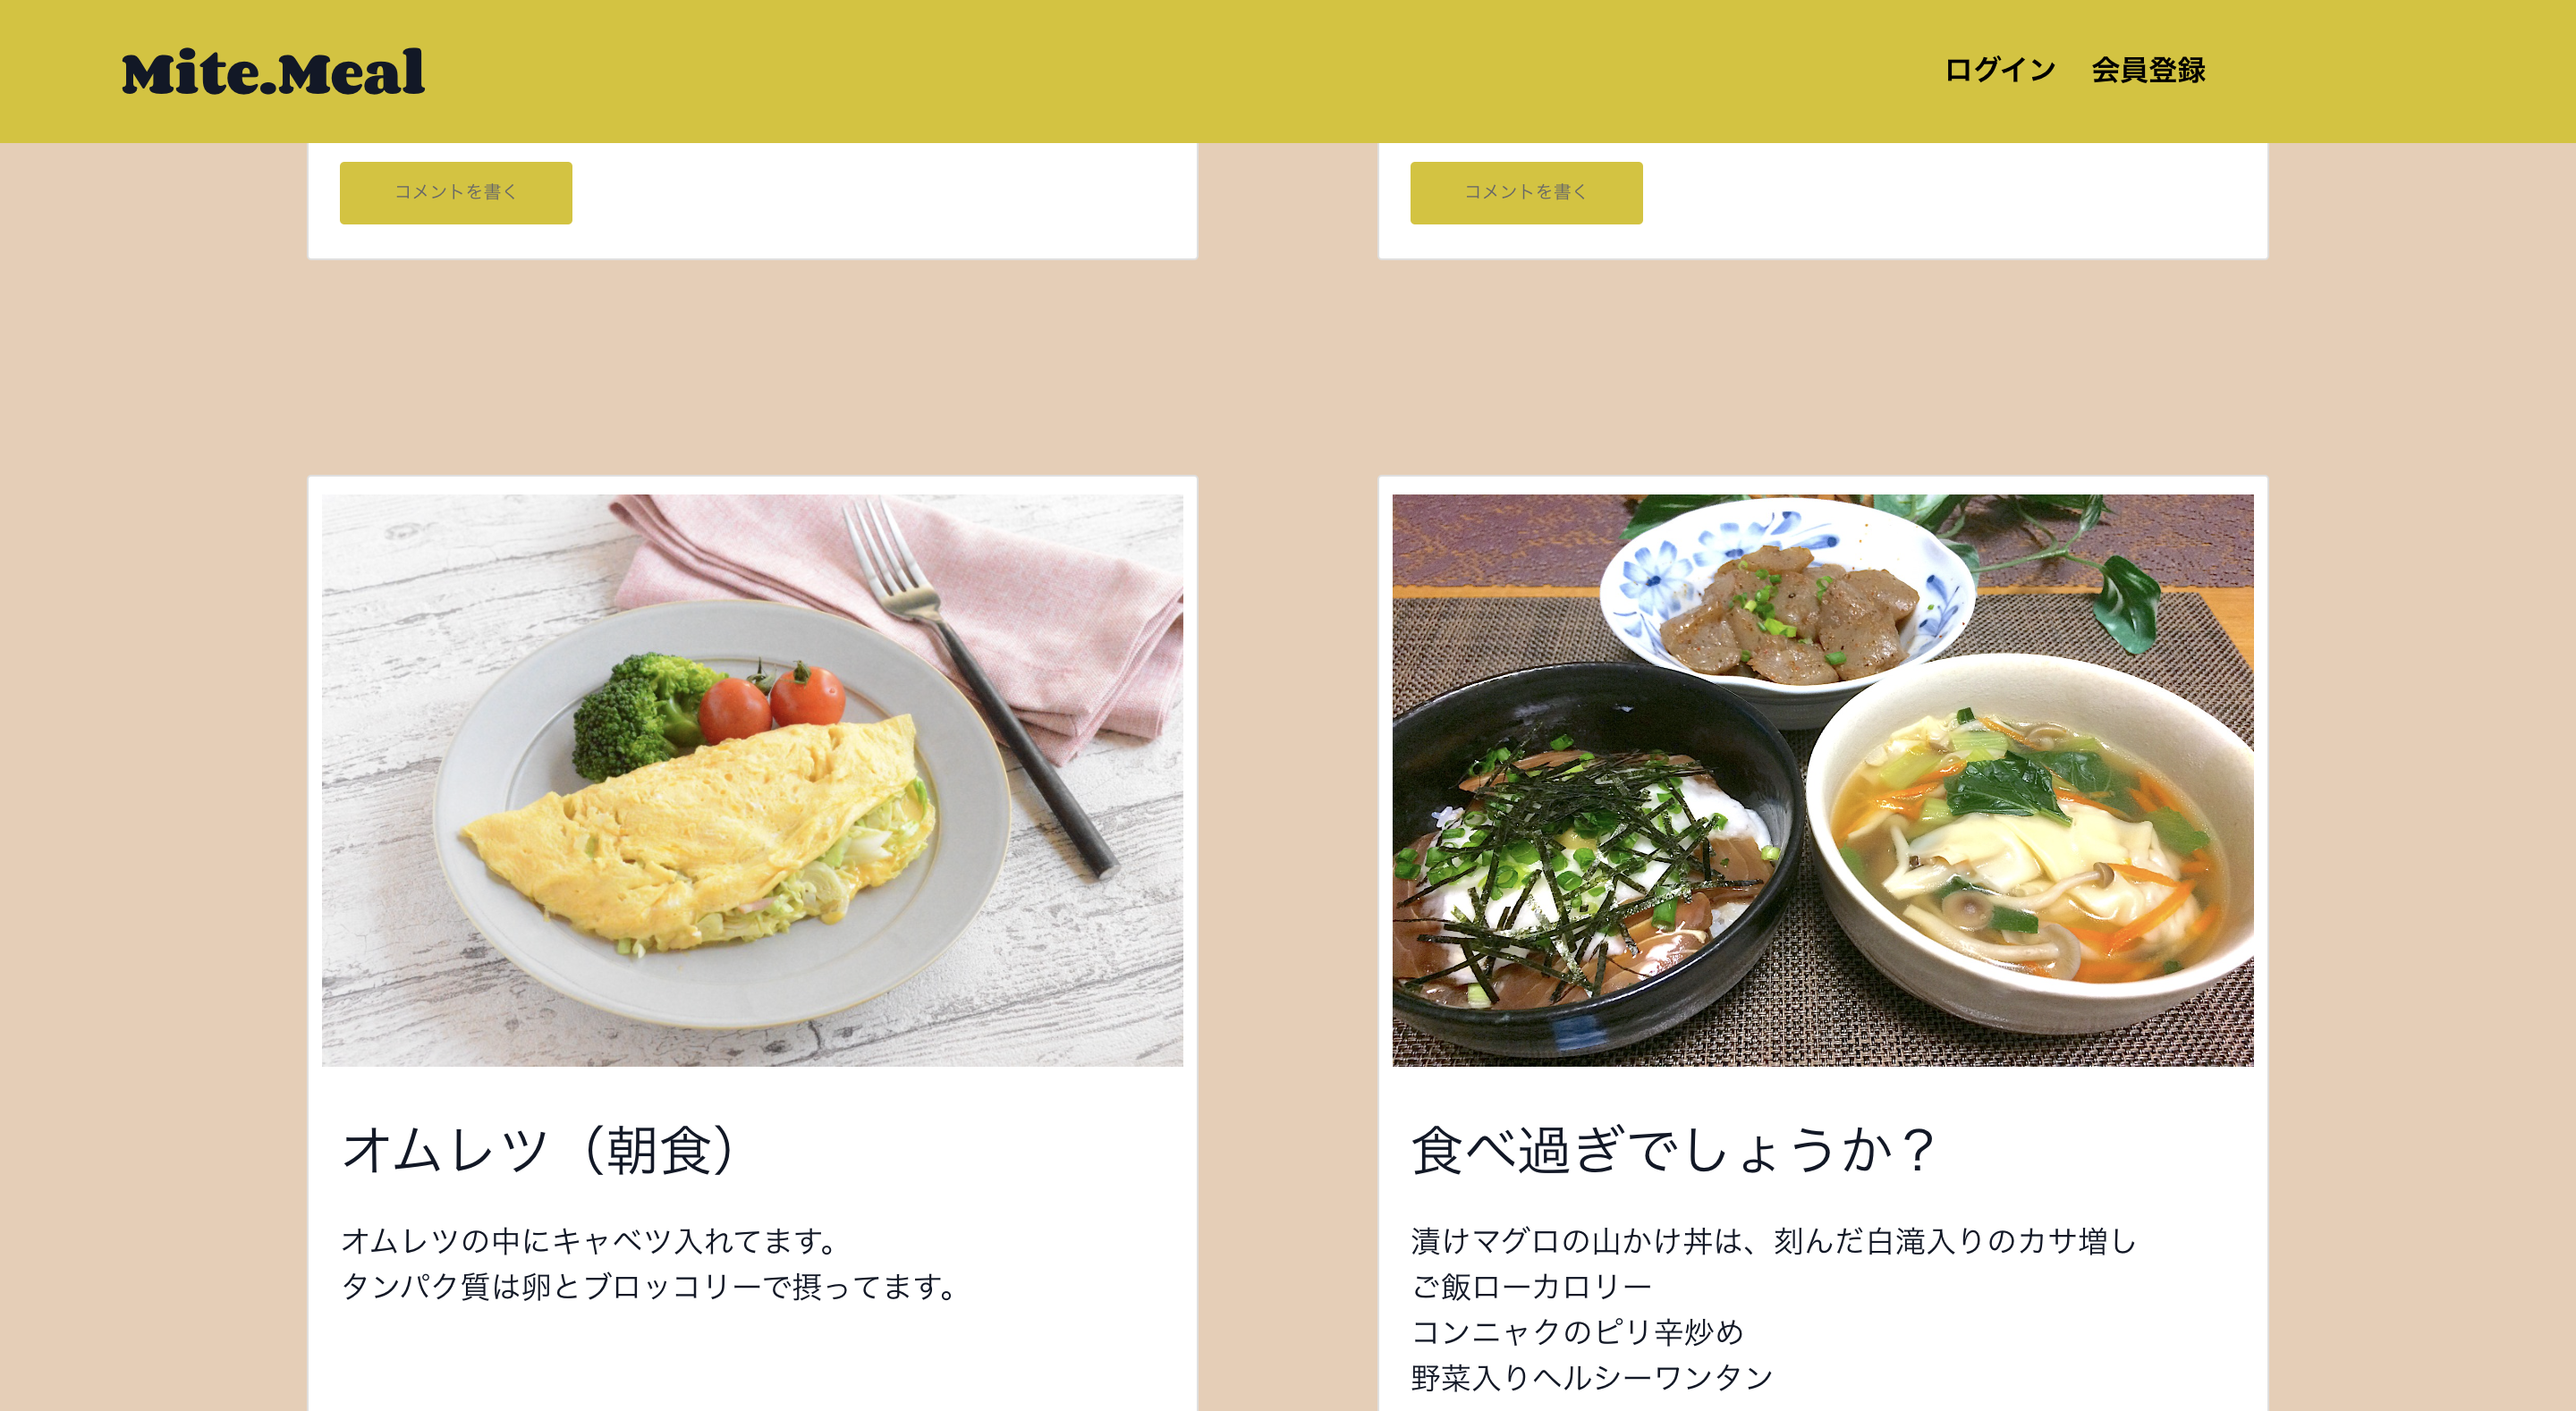 Mite.Meal
ログイン 会員登録
コメントを書く
コメントを書く
オムレツ（朝食）
オムレツの中にキャベツ入れてます。
タンパク質は卵とブロッコリーで摂ってます。
食べ過ぎでしょうか？
漬けマグロの山かけ丼は、刻んだ白滝入りのカサ増し
ご飯ローカロリー
コンニャクのピリ辛炒め
野菜入りヘルシーワンタン